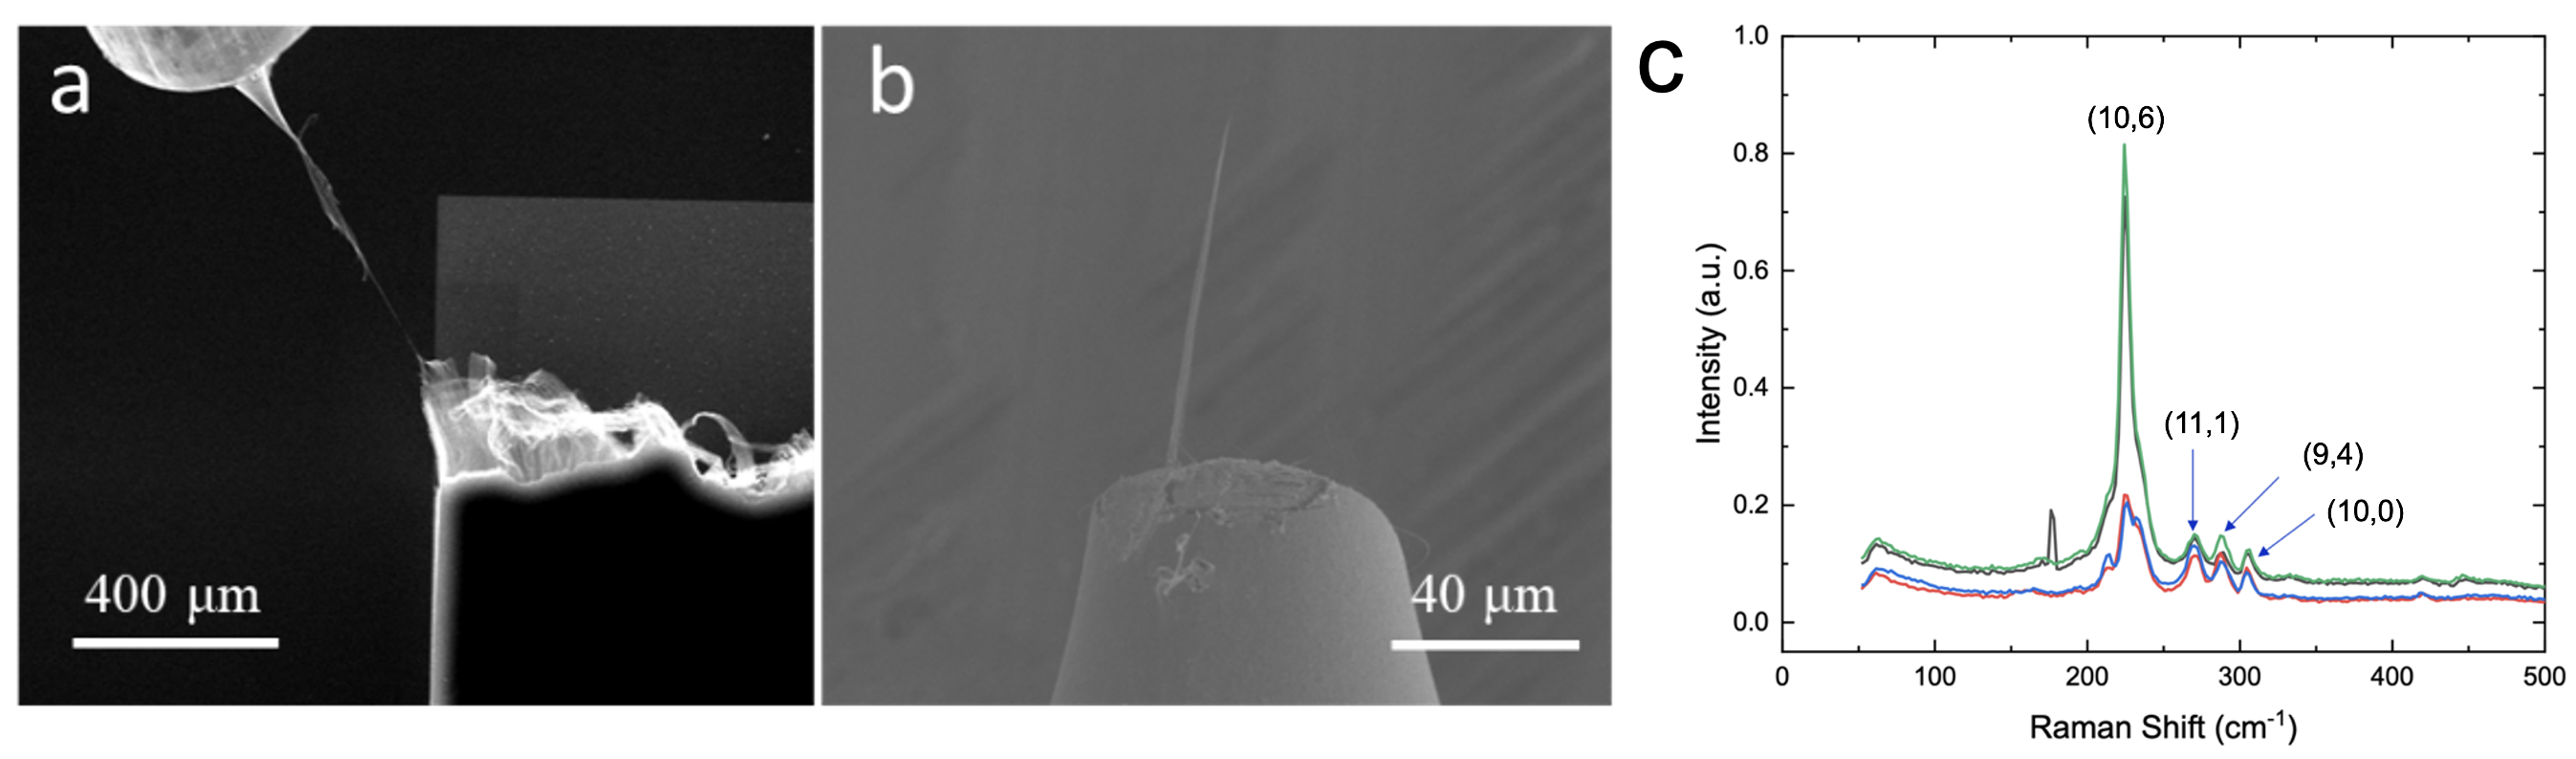 a
400 μm
b
40 μm
C
1.0
0.8
0.6
0.4
0.2
0.0
Intensity (a.u.)
(10,6)
(11,1)
(9,4)
(10,0)
0 100 200 300 400 500
Raman Shift (cm⁻¹)